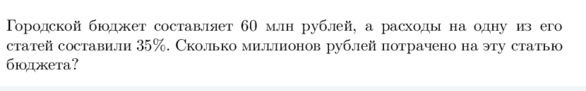 Городской бюджет составляет 60 млн рублей, а расходы на одну из его
статей составили 35%. Сколько миллионов рублей потрачено на эту статью
бюджета?